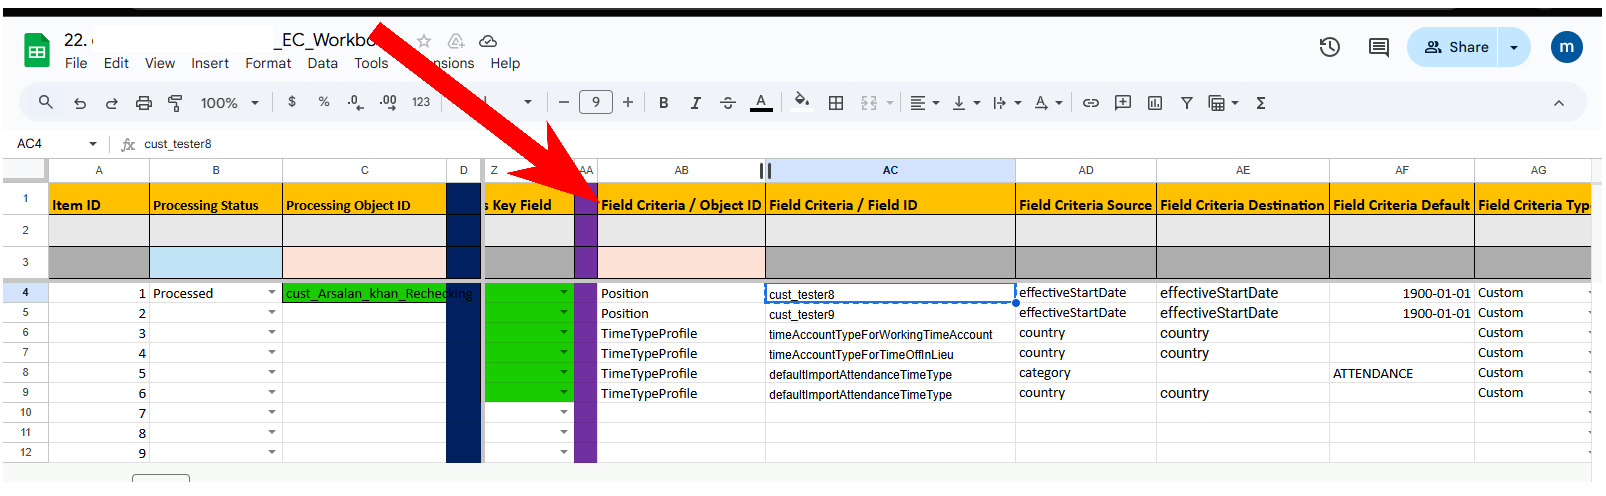 22. _EC_Workbo
File Edit View Insert Format Data Tools ensions Help
Share
m
100% $ % .0 .00 123 9 B I A
AC4 fx cust_tester8
A B C D Z AA AB AC AD AE AF AG
1 Item ID Processing Status Processing Object ID s Key Field Field Criteria / Object ID Field Criteria / Field ID Field Criteria Source Field Criteria Destination Field Criteria Default Field Criteria Typ
2
3
4 1 Processed cust_Arsalan_khan_Rechecking Position cust_tester8 effectiveStartDate effectiveStartDate 1900-01-01 Custom
5 2 Position cust_tester9 effectiveStartDate effectiveStartDate 1900-01-01 Custom
6 3 TimeTypeProfile timeAccountTypeForWorkingTimeAccount country country Custom
7 4 TimeTypeProfile timeAccountTypeForTimeOffInLieu country country Custom
8 5 TimeTypeProfile defaultImportAttendanceTimeType category ATTENDANCE Custom
9 6 TimeTypeProfile defaultImportAttendanceTimeType country country Custom
10 7
11 8
12 9